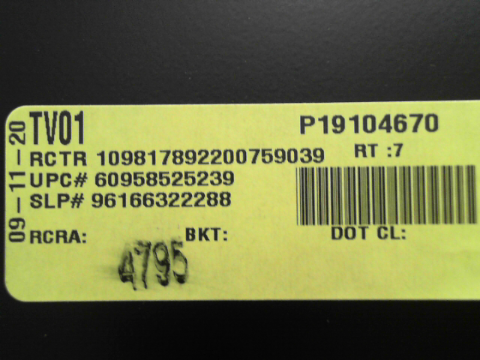 09-11-20
TV01
P19104670
RCTR 109817892200759039
RT :7
UPC# 60958525239
SLP# 96166322288
RCRA:
BKT:
DOT CL:
4795